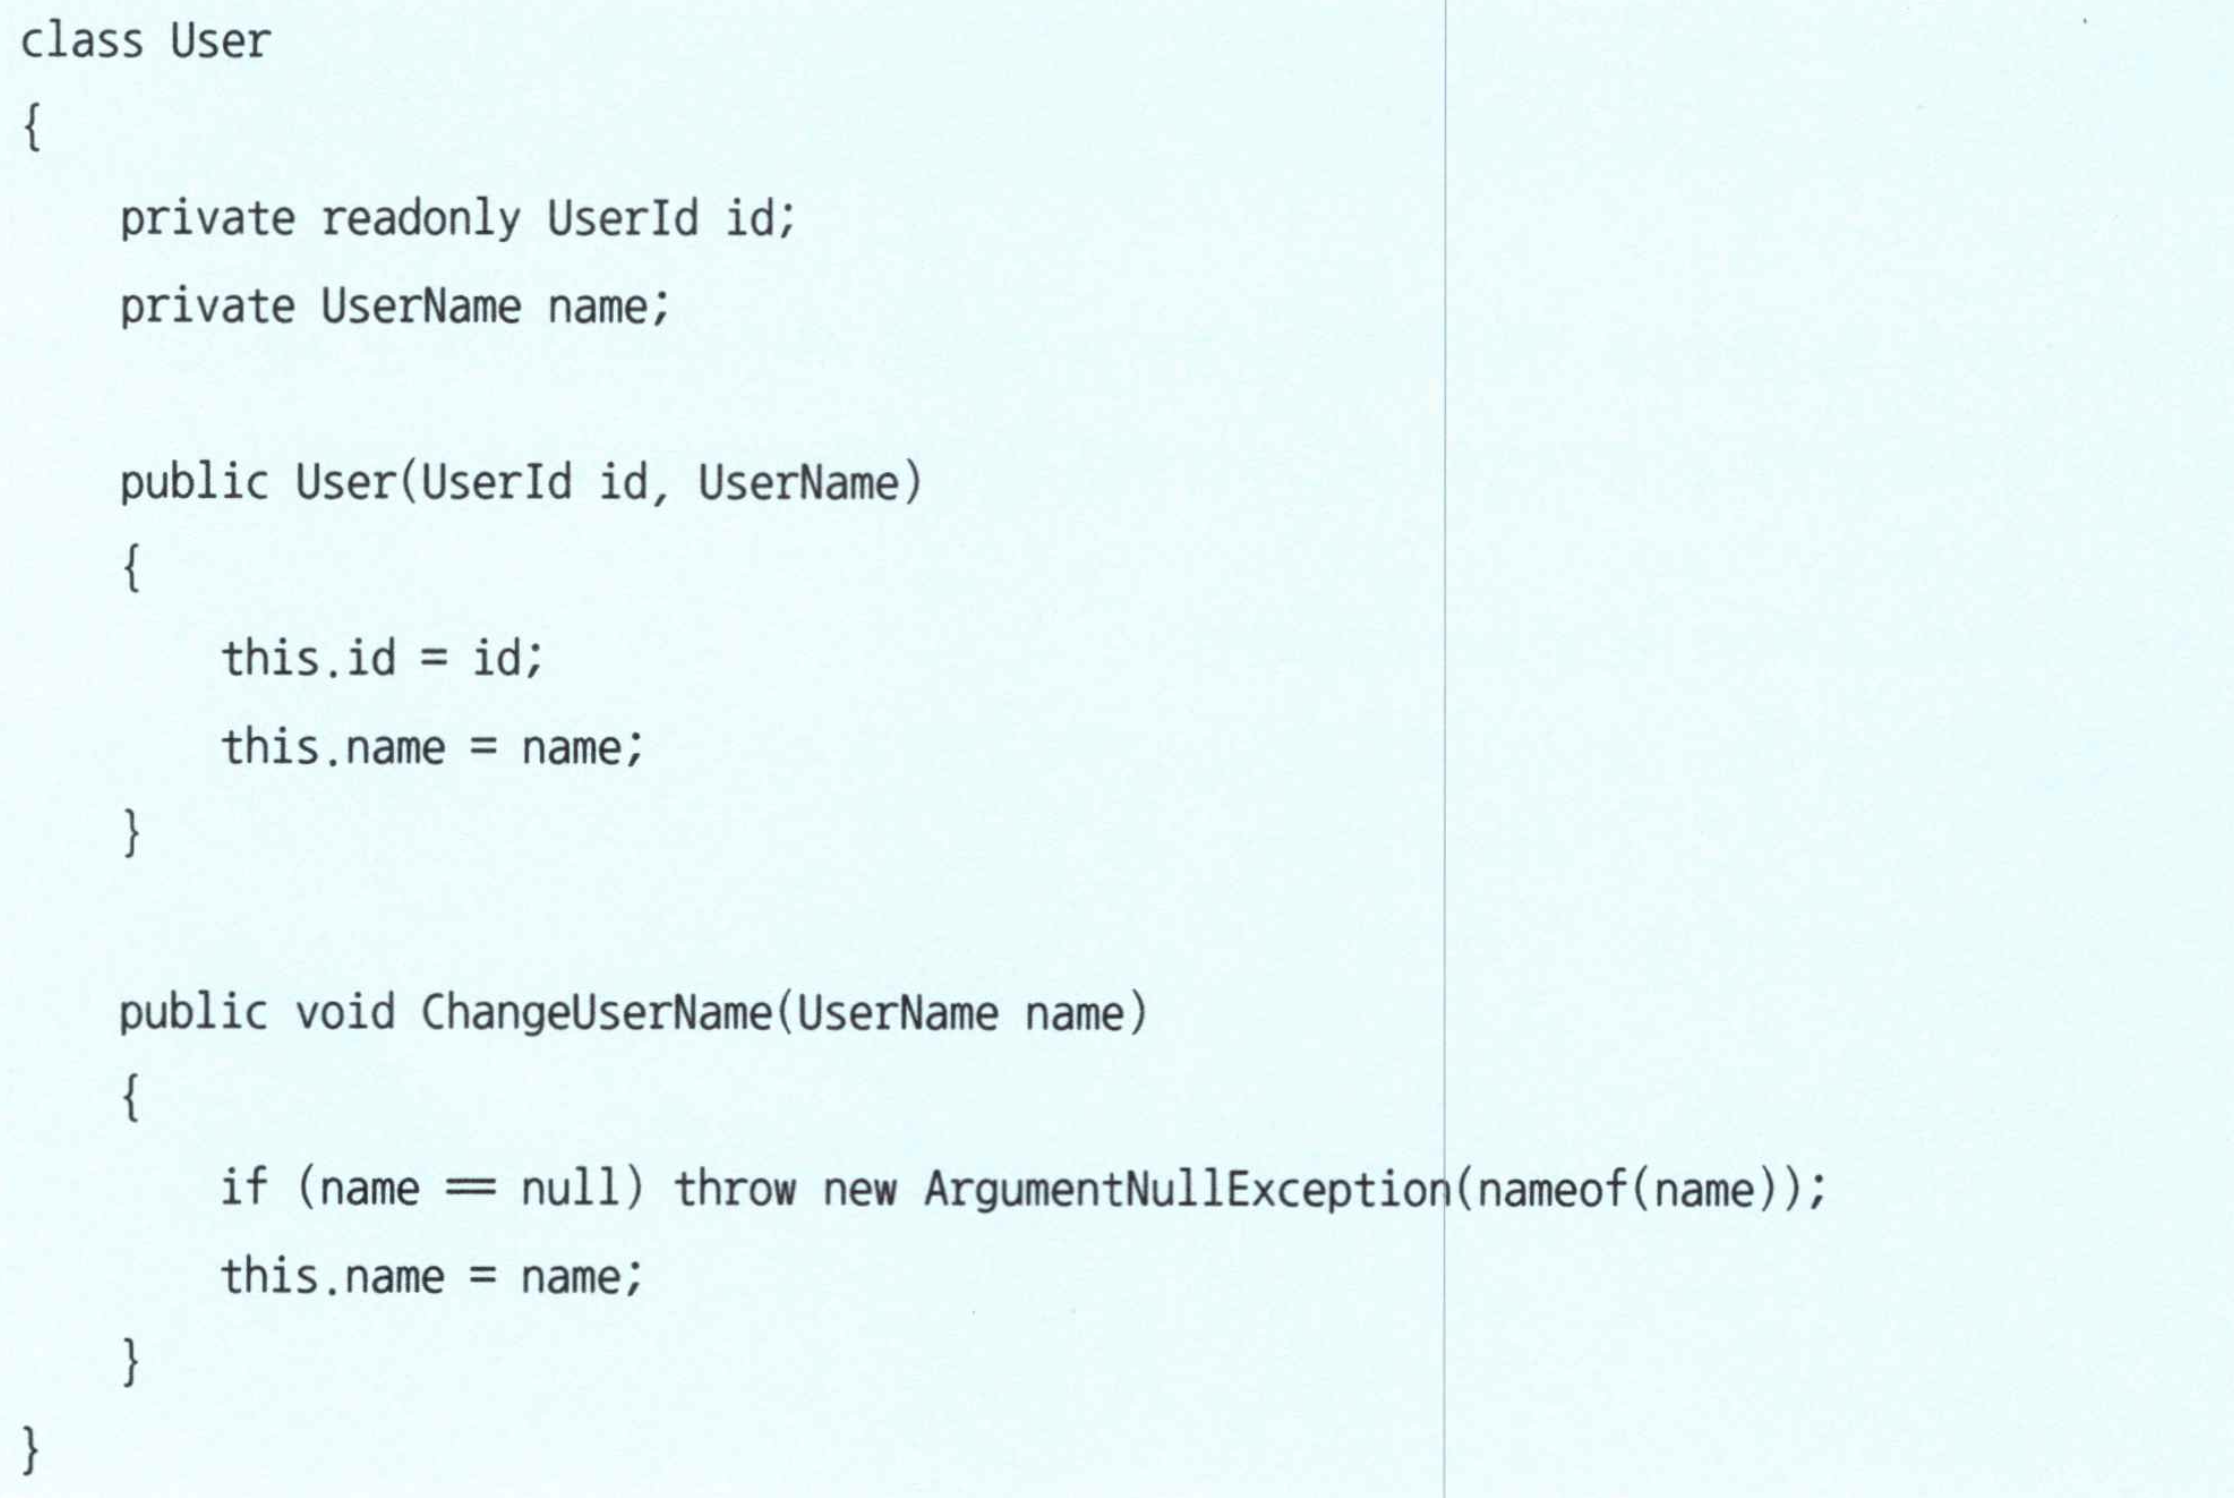 class User
{
    private readonly UserId id;
    private UserName name;

    public User(UserId id, UserName)
    {
        this.id = id;
        this.name = name;
    }

    public void ChangeUserName(UserName name)
    {
        if (name == null) throw new ArgumentNullException(nameof(name));
        this.name = name;
    }
}